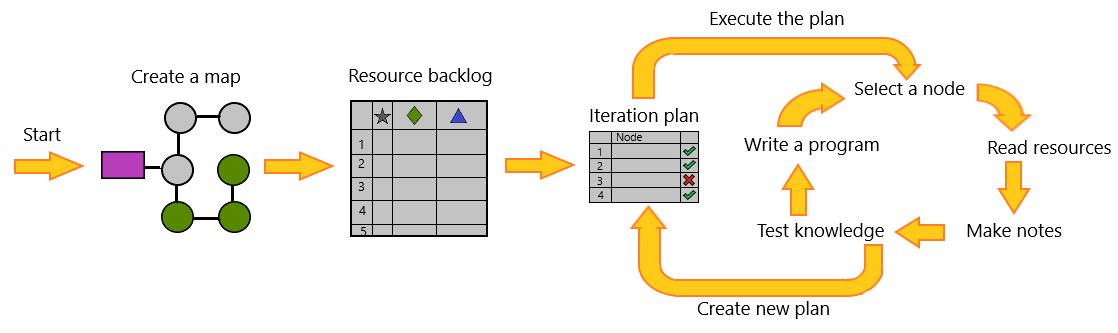 Execute the plan
Create a map
Resource backlog
Select a node
Iteration plan
Start
Node
1
2
3
4
5
1
2
3
4
Write a program
Read resources
Test knowledge
Make notes
Create new plan